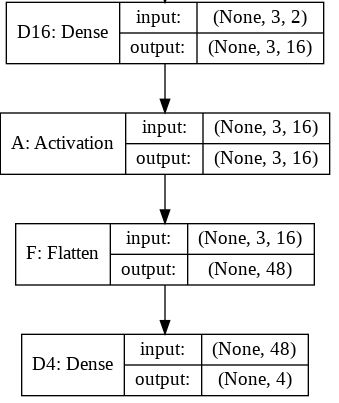 D16: Dense
input: (None, 3, 2)
output: (None, 3, 16)
A: Activation
input: (None, 3, 16)
output: (None, 3, 16)
F: Flatten
input: (None, 3, 16)
output: (None, 48)
D4: Dense
input: (None, 48)
output: (None, 4)